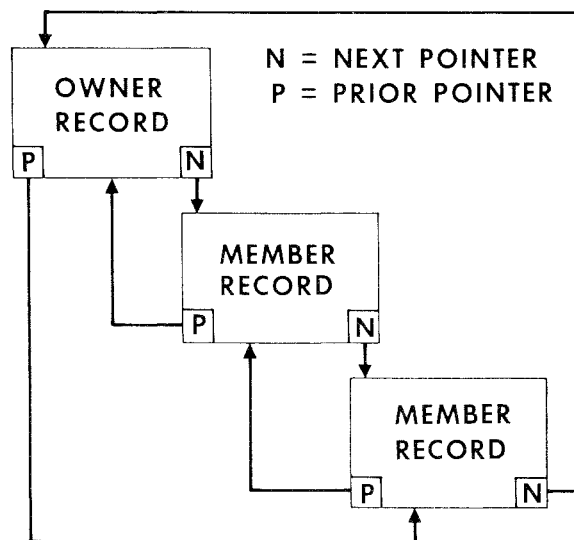 N = NEXT POINTER
P = PRIOR POINTER
OWNER
RECORD
P
N
MEMBER
RECORD
P
N
MEMBER
RECORD
P
N